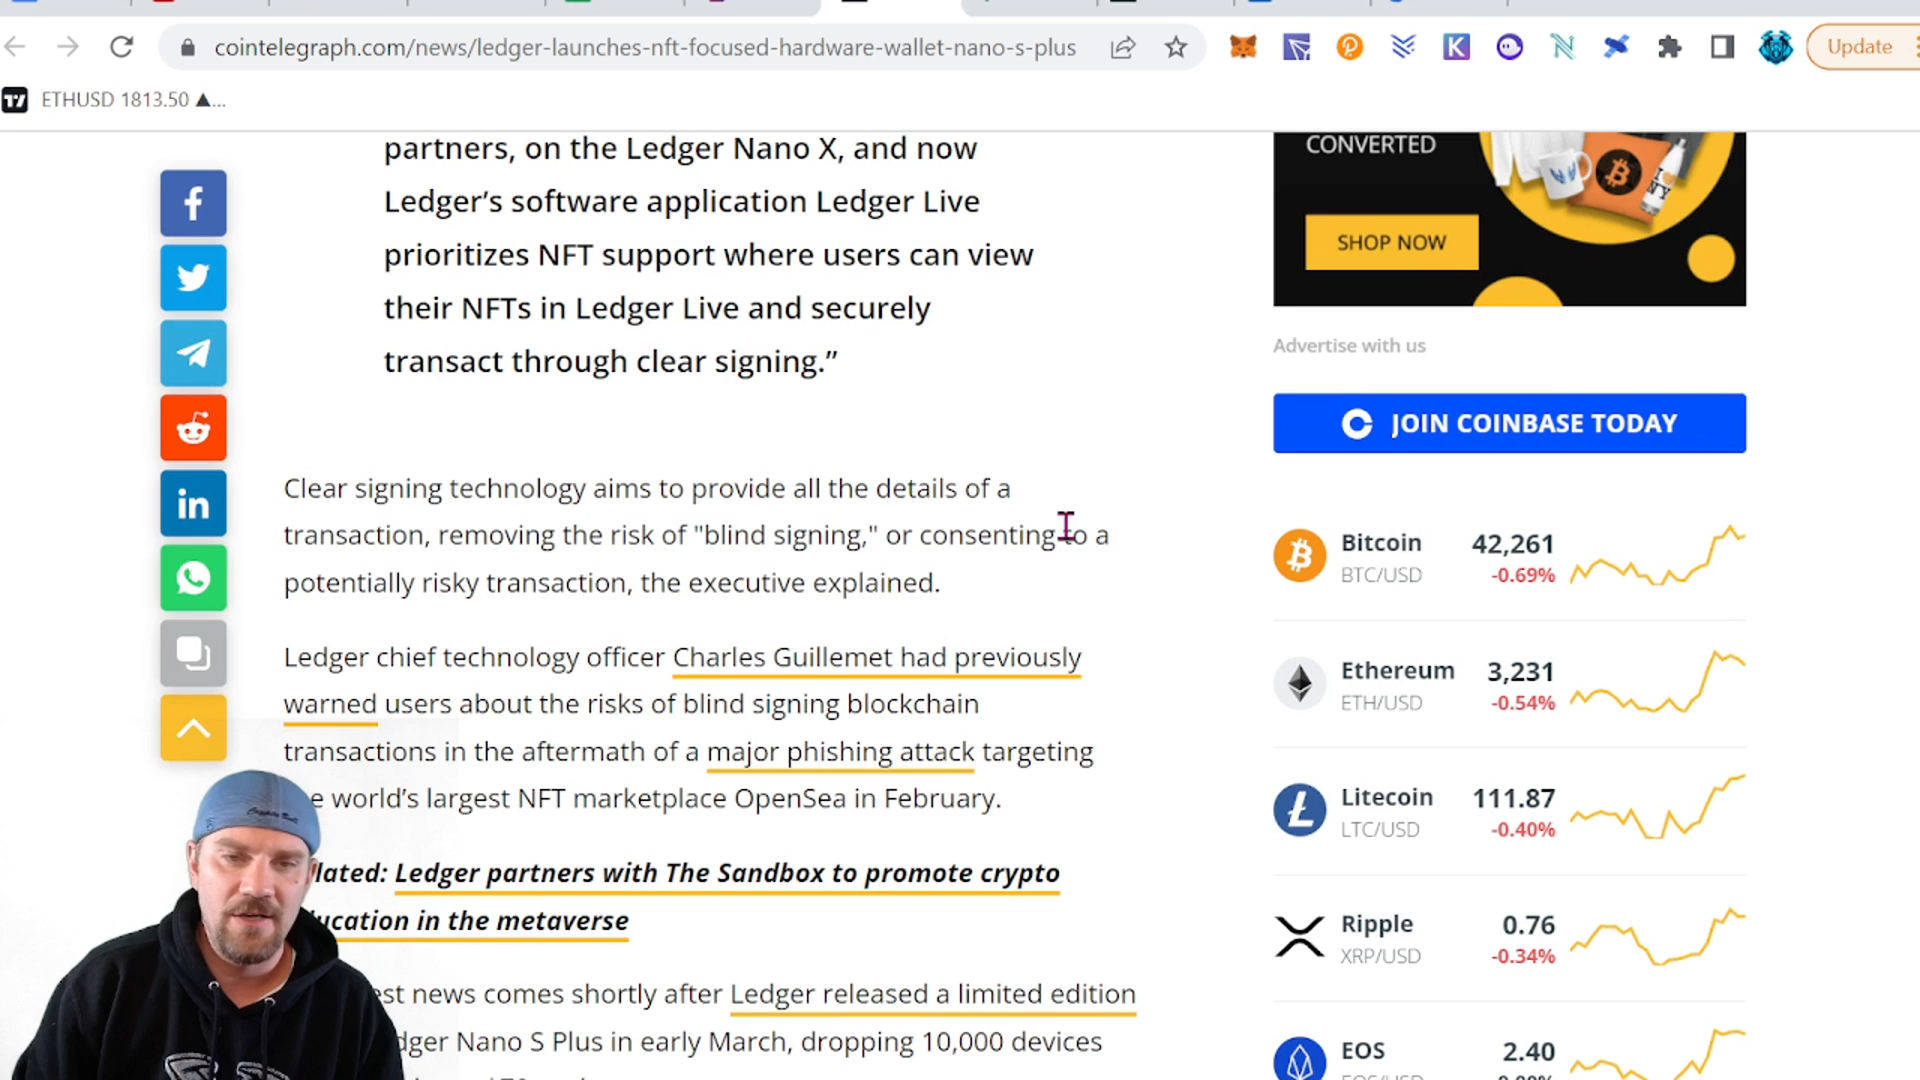 cointelegraph.com/news/ledger-launches-nft-focused-hardware-wallet-nano-s-plus
Update
ETHUSD 1813.50 ▲...
partners, on the Ledger Nano X, and now
Ledger’s software application Ledger Live
prioritizes NFT support where users can view
their NFTs in Ledger Live and securely
transact through clear signing.”
Clear signing technology aims to provide all the details of a
transaction, removing the risk of "blind signing," or consenting to a
potentially risky transaction, the executive explained.
Ledger chief technology officer Charles Guillemet had previously
warned users about the risks of blind signing blockchain
transactions in the aftermath of a major phishing attack targeting
world’s largest NFT marketplace OpenSea in February.
Ledger partners with The Sandbox to promote crypto
in the metaverse
news comes shortly after Ledger released a limited edition
Nano S Plus in early March, dropping 10,000 devices
CONVERTED
SHOP NOW
Advertise with us
JOIN COINBASE TODAY
Bitcoin 42,261
BTC/USD -0.69%
Ethereum 3,231
ETH/USD -0.54%
Litecoin 111.87
LTC/USD -0.40%
Ripple 0.76
XRP/USD -0.34%
EOS 2.40